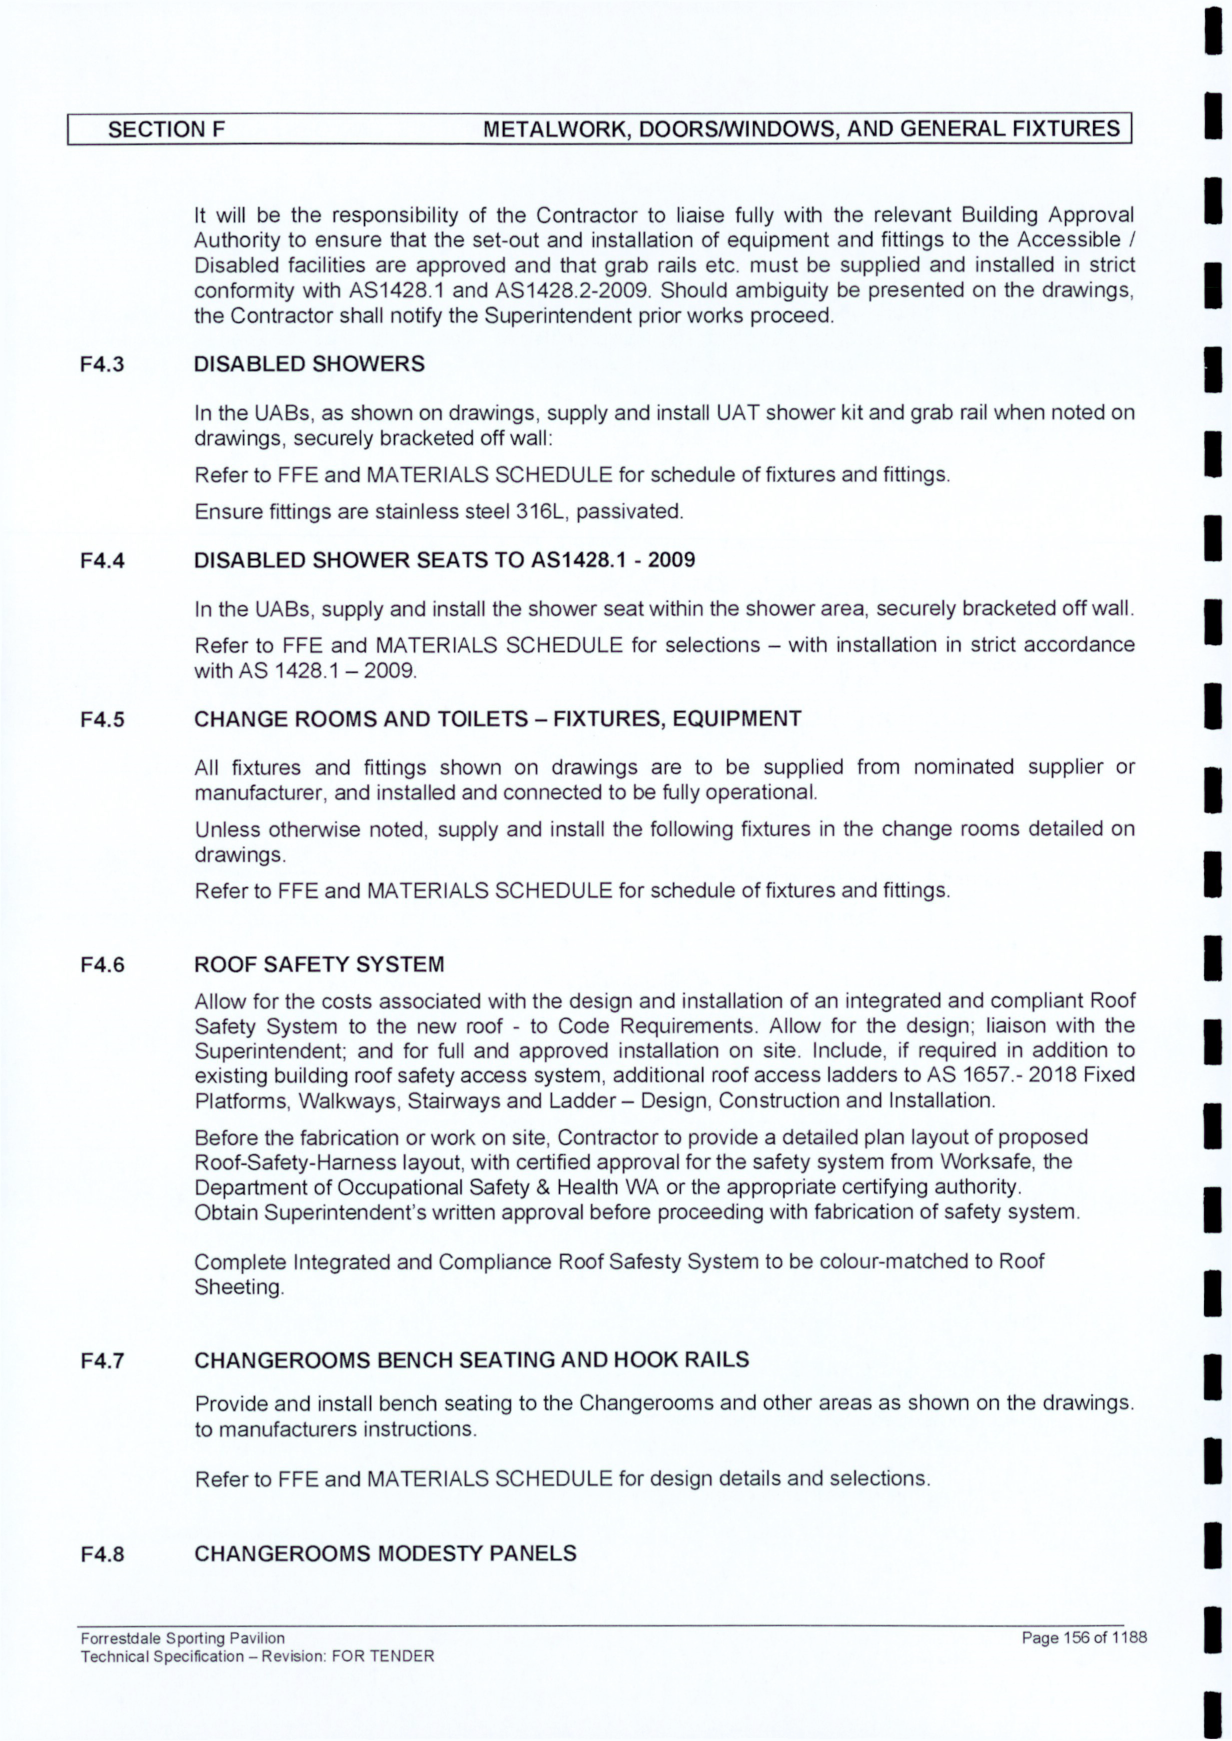 SECTION F METALWORK, DOORS/WINDOWS, AND GENERAL FIXTURES
It will be the responsibility of the Contractor to liaise fully with the relevant Building Approval
Authority to ensure that the set-out and installation of equipment and fittings to the Accessible /
Disabled facilities are approved and that grab rails etc. must be supplied and installed in strict
conformity with AS1428.1 and AS1428.2-2009. Should ambiguity be presented on the drawings,
the Contractor shall notify the Superintendent prior works proceed.
F4.3 DISABLED SHOWERS
In the UABs, as shown on drawings, supply and install UAT shower kit and grab rail when noted on
drawings, securely bracketed off wall:
Refer to FFE and MATERIALS SCHEDULE for schedule of fixtures and fittings.
Ensure fittings are stainless steel 316L, passivated.
F4.4 DISABLED SHOWER SEATS TO AS1428.1 - 2009
In the UABs, supply and install the shower seat within the shower area, securely bracketed off wall.
Refer to FFE and MATERIALS SCHEDULE for selections – with installation in strict accordance
with AS 1428.1 – 2009.
F4.5 CHANGE ROOMS AND TOILETS – FIXTURES, EQUIPMENT
All fixtures and fittings shown on drawings are to be supplied from nominated supplier or
manufacturer, and installed and connected to be fully operational.
Unless otherwise noted, supply and install the following fixtures in the change rooms detailed on
drawings.
Refer to FFE and MATERIALS SCHEDULE for schedule of fixtures and fittings.
F4.6 ROOF SAFETY SYSTEM
Allow for the costs associated with the design and installation of an integrated and compliant Roof
Safety System to the new roof - to Code Requirements. Allow for the design; liaison with the
Superintendent; and for full and approved installation on site. Include, if required in addition to
existing building roof safety access system, additional roof access ladders to AS 1657.- 2018 Fixed
Platforms, Walkways, Stairways and Ladder – Design, Construction and Installation.
Before the fabrication or work on site, Contractor to provide a detailed plan layout of proposed
Roof-Safety-Harness layout, with certified approval for the safety system from Worksafe, the
Department of Occupational Safety & Health WA or the appropriate certifying authority.
Obtain Superintendent's written approval before proceeding with fabrication of safety system.
Complete Integrated and Compliance Roof Safesty System to be colour-matched to Roof
Sheeting.
F4.7 CHANGEROOMS BENCH SEATING AND HOOK RAILS
Provide and install bench seating to the Changerooms and other areas as shown on the drawings.
to manufacturers instructions.
Refer to FFE and MATERIALS SCHEDULE for design details and selections.
F4.8 CHANGEROOMS MODESTY PANELS
Forrestdale Sporting Pavilion Page 156 of 1188
Technical Specification – Revision: FOR TENDER